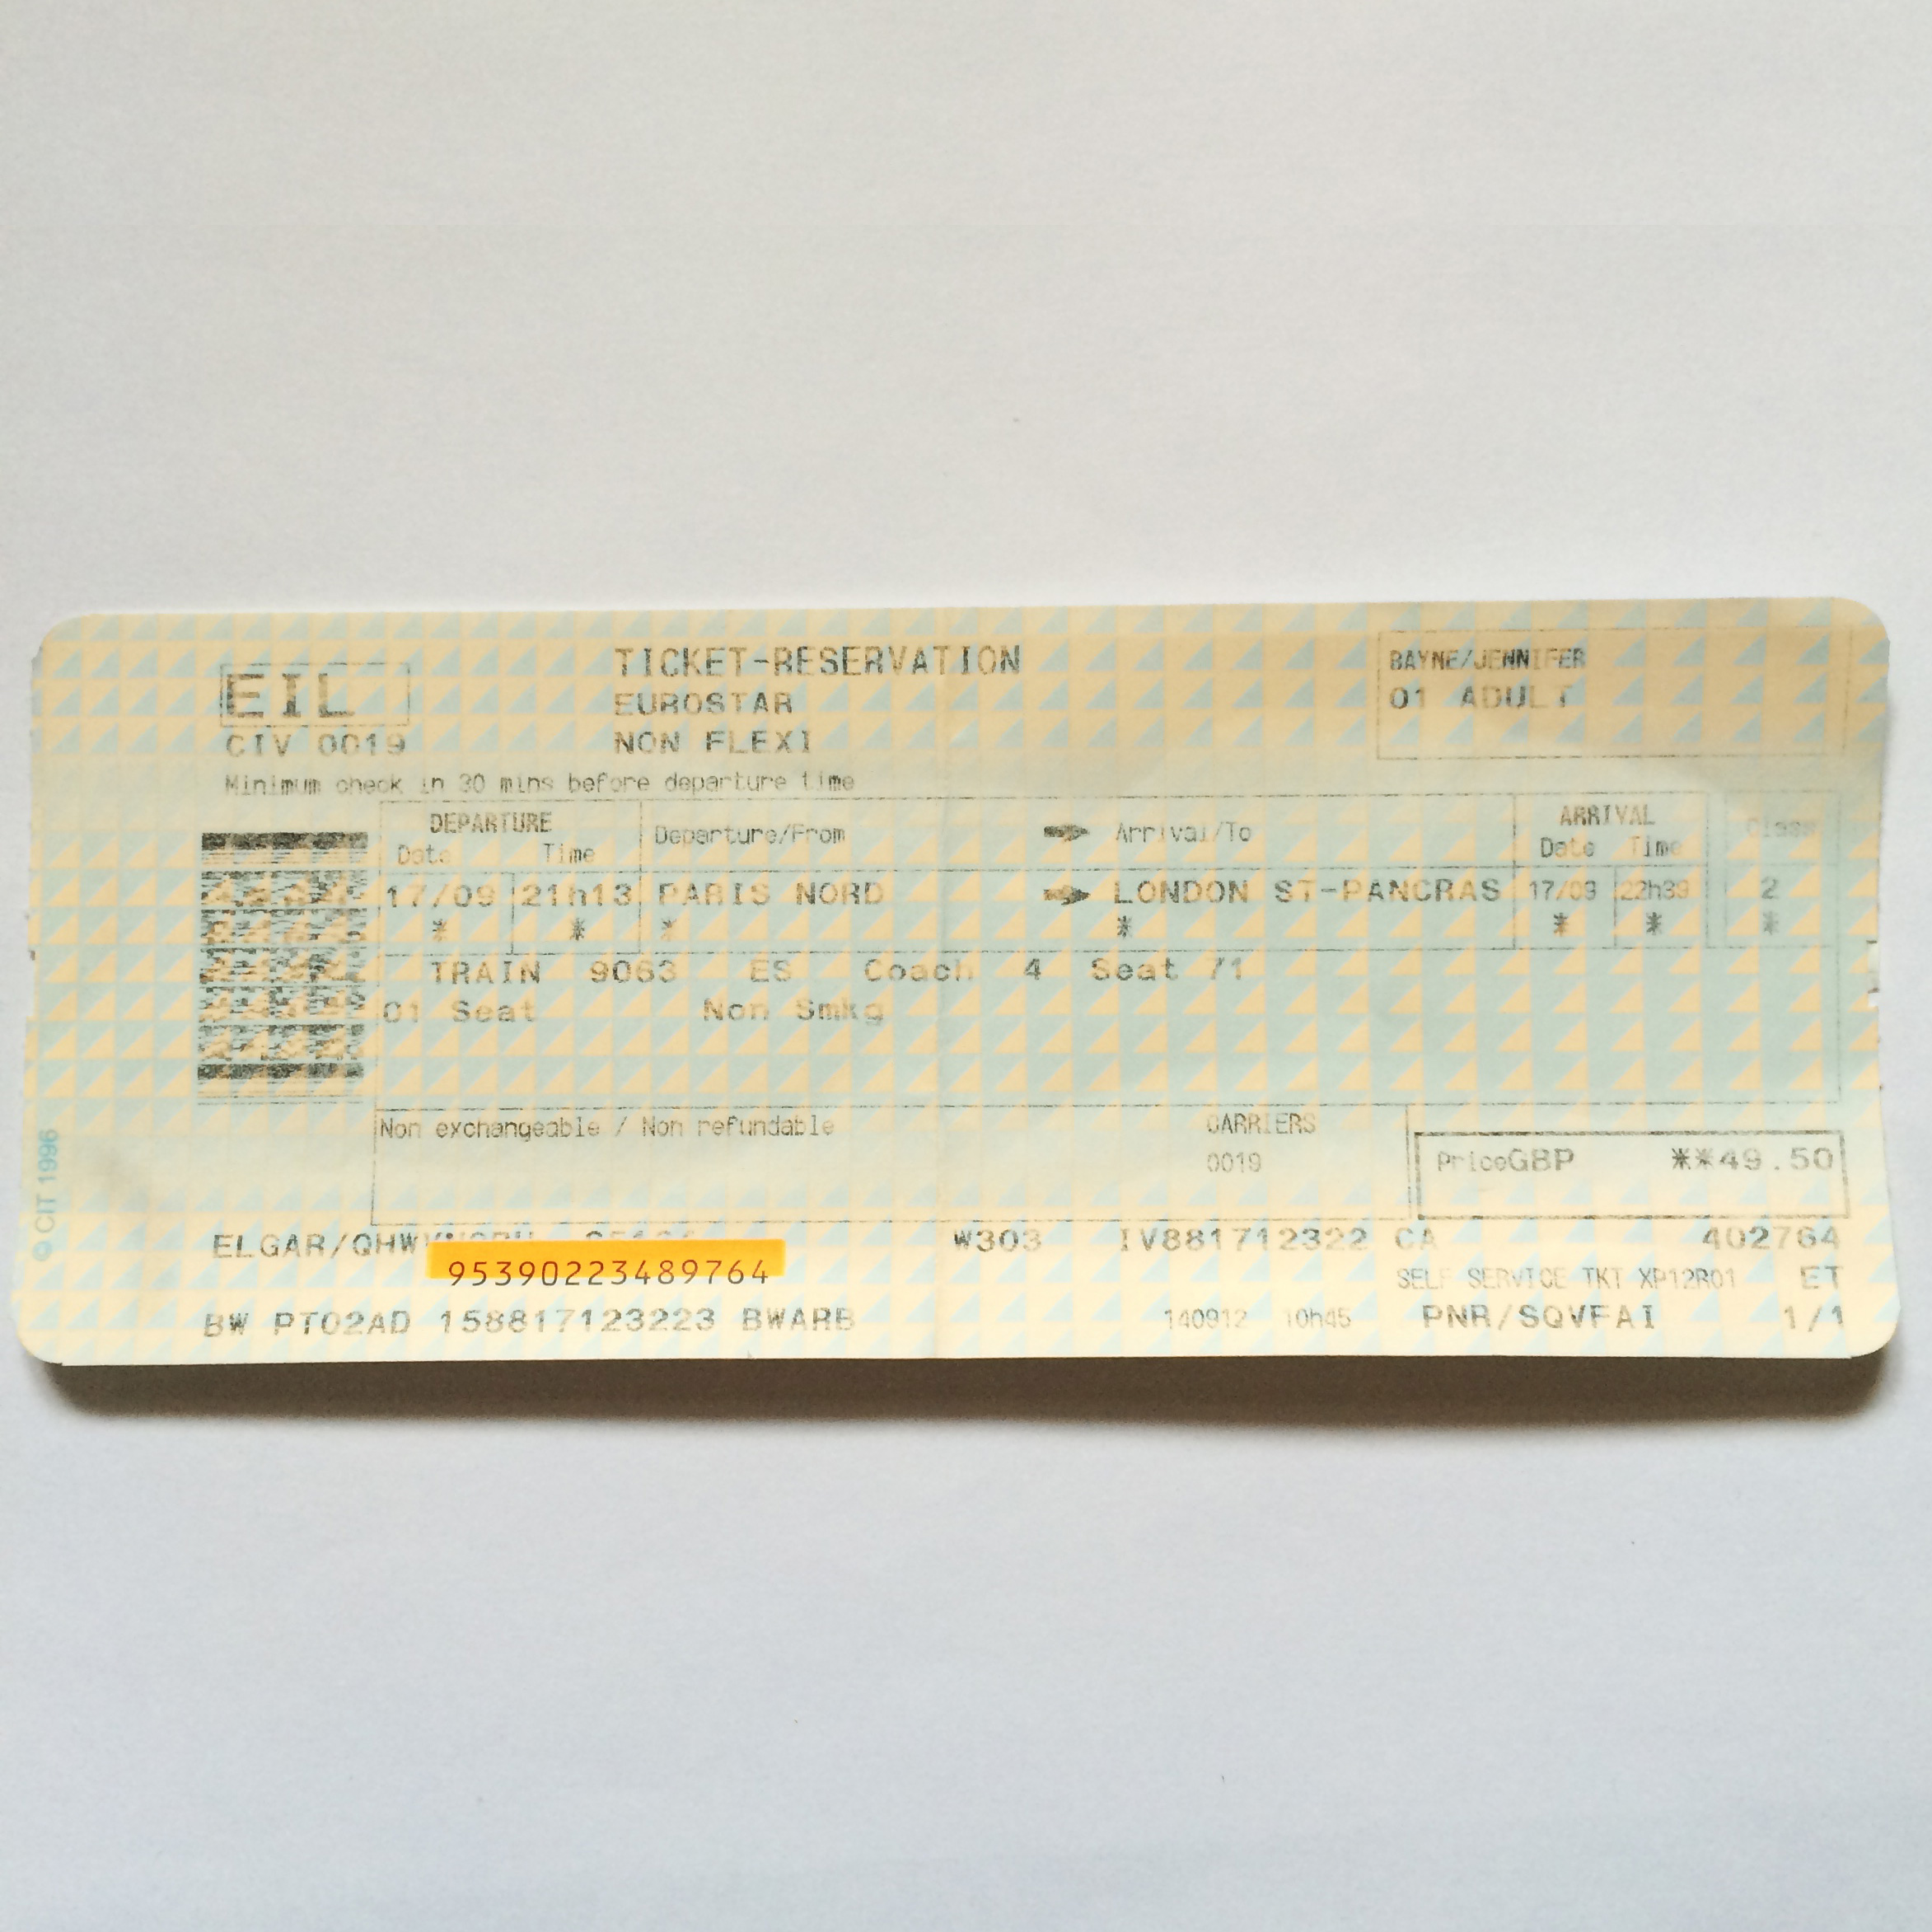 TICKET-RESERVATION
BAYNE/JENNIFER
EIL
EUROSTAR
01 ADULT
CIV 0019
NON FLEXI
Minimum check in 30 mins before departure time
DEPARTURE
ARRIVAL
Date Time Departure/From Arrival/To Date Time Class
17/09 21h13 PARIS NORD LONDON ST-PANCRAS 17/09 22h39 2
* * * * * * *
TRAIN 9063 ES Coach 4 Seat 71
01 Seat Non Smkg
Non exchangeable / Non refundable
CARRIERS
0019
PriceGBP **49.50
© CIT 1996
ELGAR/ W303 IV881712322 CA 402764
95390223489764
SELF SERVICE TKT XP12R01 ET
BW PT02AD 158817123223 BWARB 140912 10h45 PNR/SQVFAI 1/1